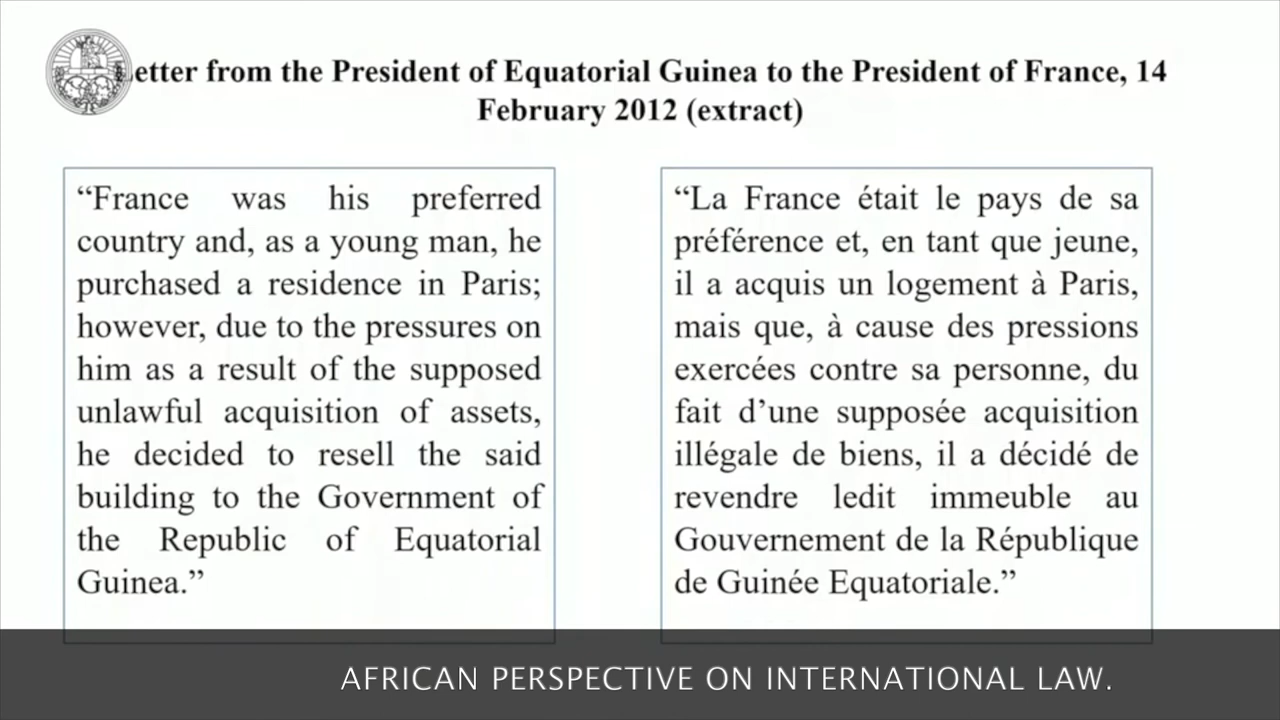 etter from the President of Equatorial Guinea to the President of France, 14
February 2012 (extract)
“France was his preferred
country and, as a young man, he
purchased a residence in Paris;
however, due to the pressures on
him as a result of the supposed
unlawful acquisition of assets,
he decided to resell the said
building to the Government of
the Republic of Equatorial
Guinea.”
“La France était le pays de sa
préférence et, en tant que jeune,
il a acquis un logement à Paris,
mais que, à cause des pressions
exercées contre sa personne, du
fait d’une supposée acquisition
illégale de biens, il a décidé de
revendre ledit immeuble au
Gouvernement de la République
de Guinée Equatoriale.”
AFRICAN PERSPECTIVE ON INTERNATIONAL LAW.